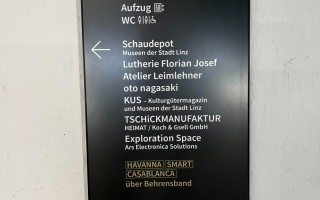 Aufzug
WC
Schaudepot
Museen der Stadt Linz
Lutherie Florian Josef
Atelier Leimlehner
oto nagasaki
KUS – Kulturgütermagazin
und Museen der Stadt Linz
TSCHICKMANUFAKTUR
HEIMAT / Koch & Gsell GmbH
Exploration Space
Ars Electronica Solutions
HAVANNA SMART
CASABLANCA
über Behrensband